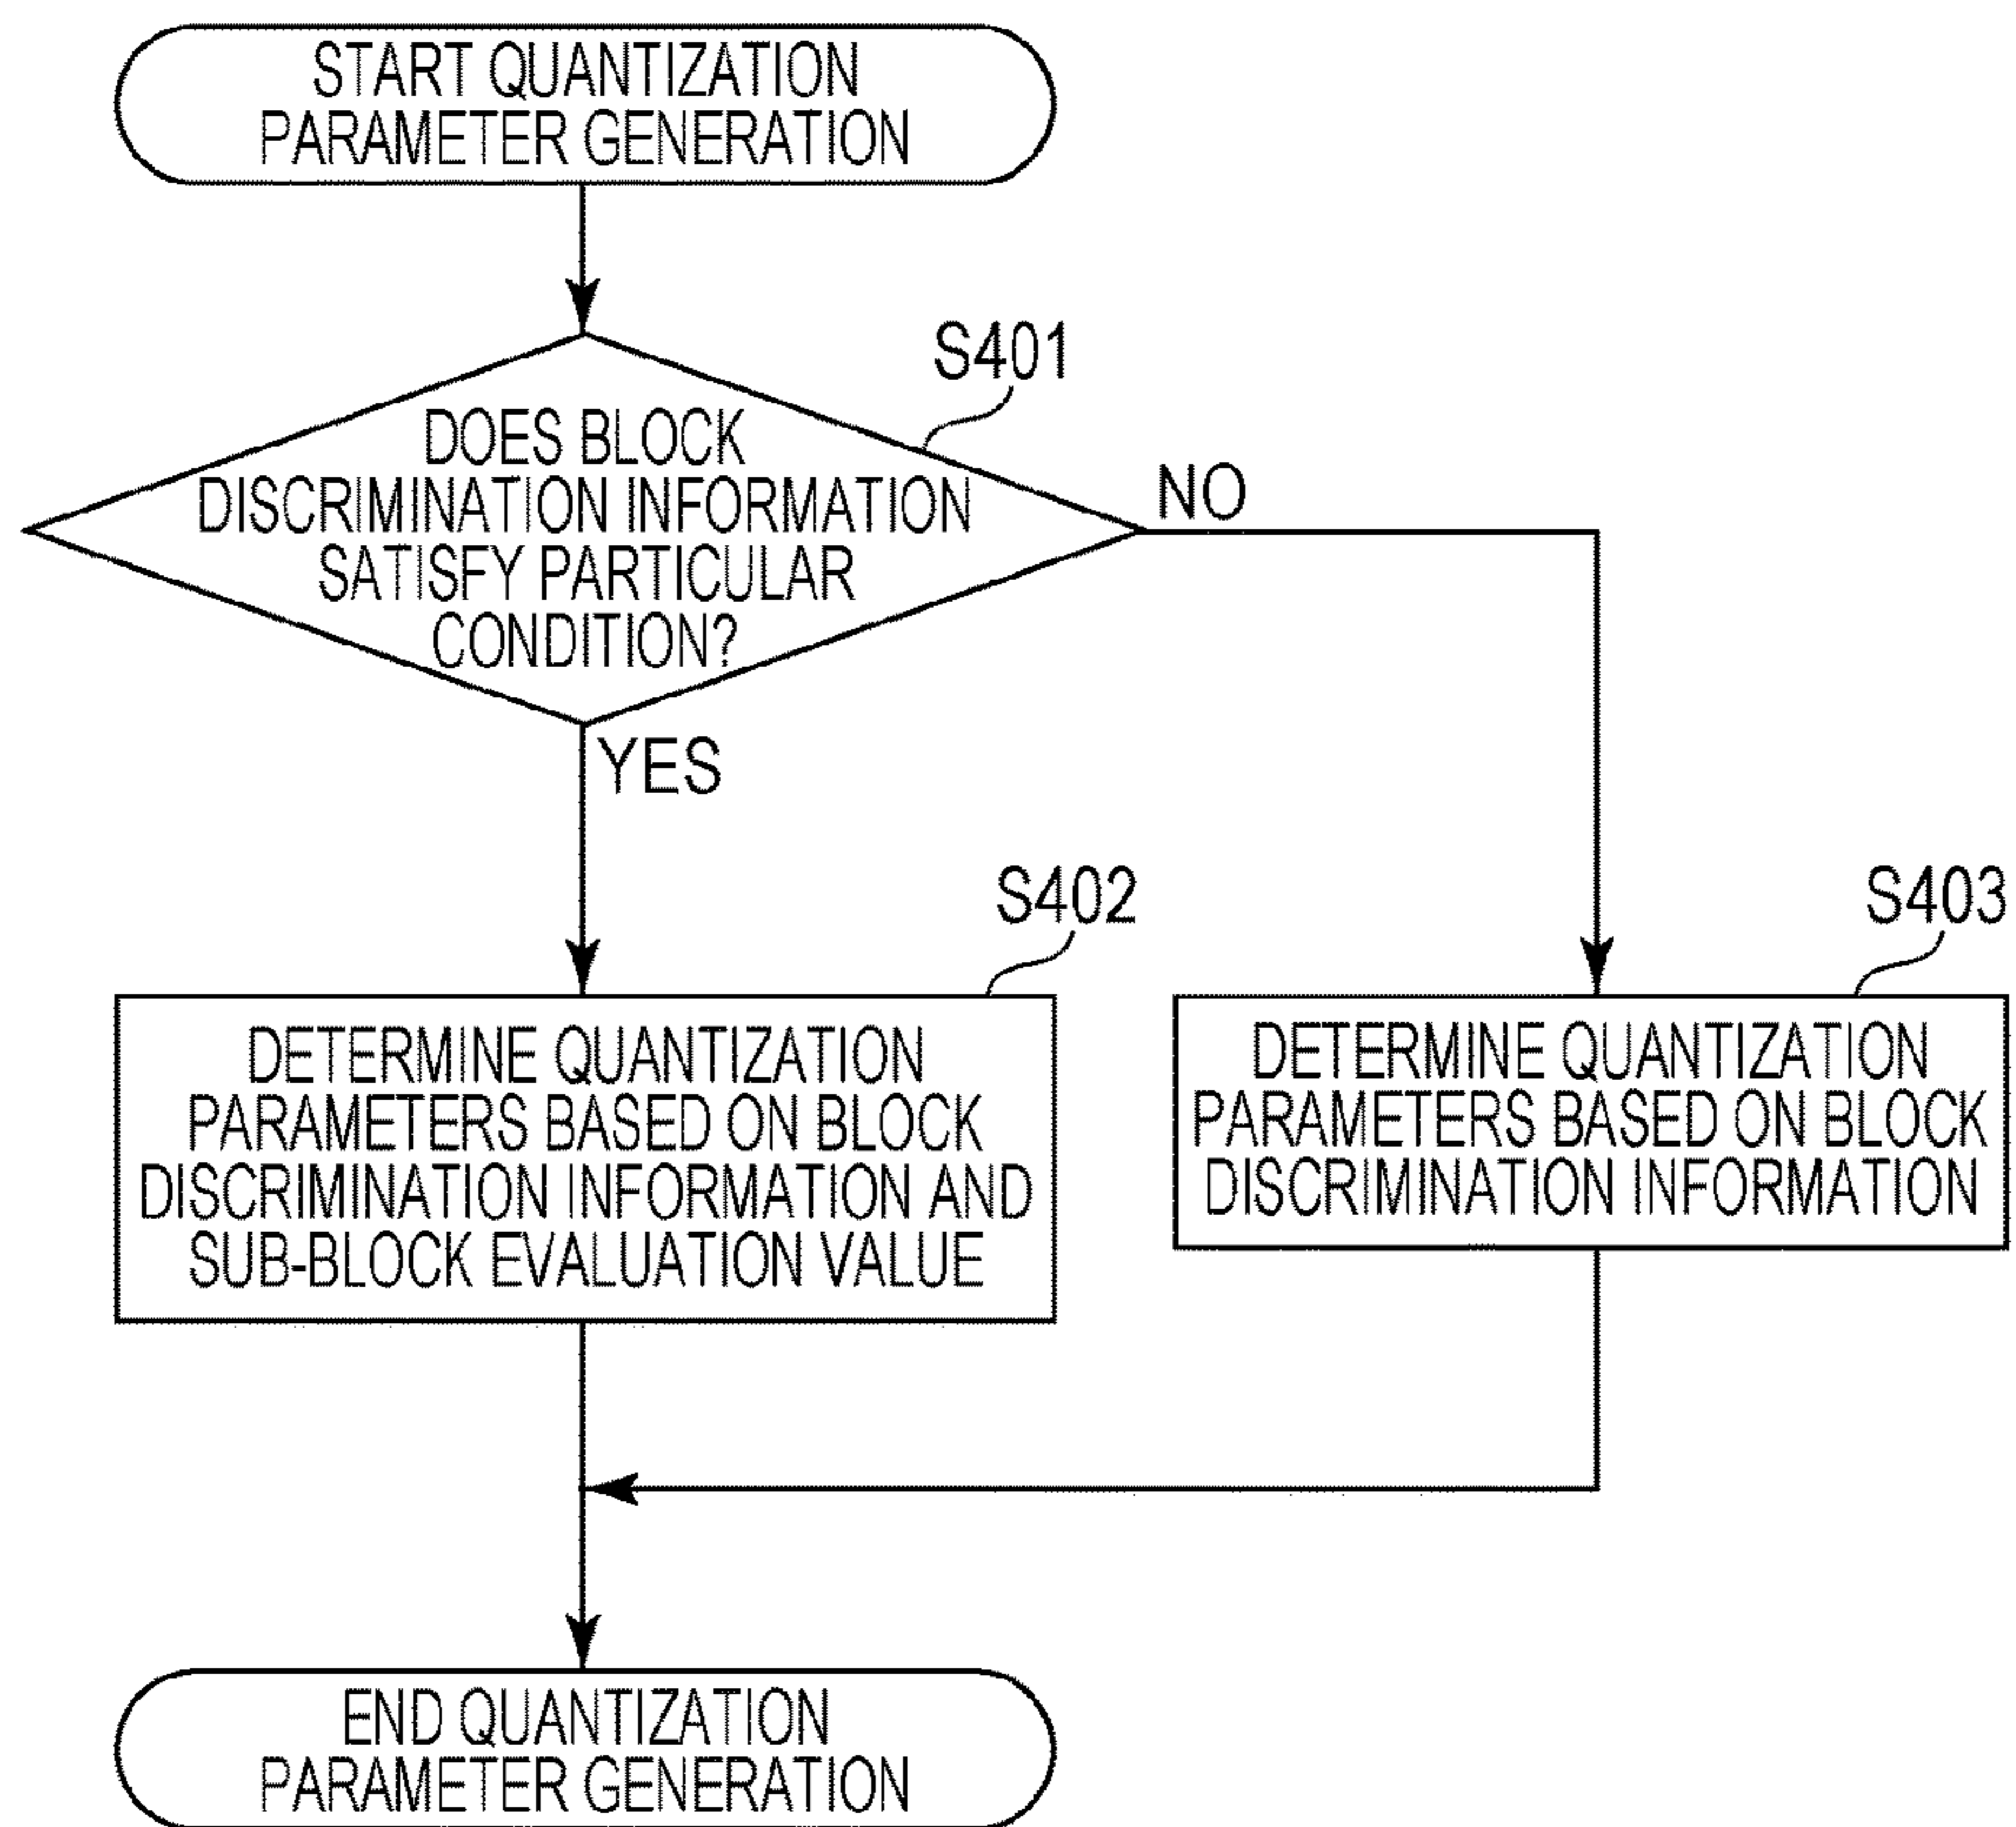 START QUANTIZATION
PARAMETER GENERATION
S401
DOES BLOCK
DISCRIMINATION INFORMATION
SATISFY PARTICULAR
CONDITION?
NO
YES
S402
DETERMINE QUANTIZATION
PARAMETERS BASED ON BLOCK
DISCRIMINATION INFORMATION AND
SUB-BLOCK EVALUATION VALUE
S403
DETERMINE QUANTIZATION
PARAMETERS BASED ON BLOCK
DISCRIMINATION INFORMATION
END QUANTIZATION
PARAMETER GENERATION